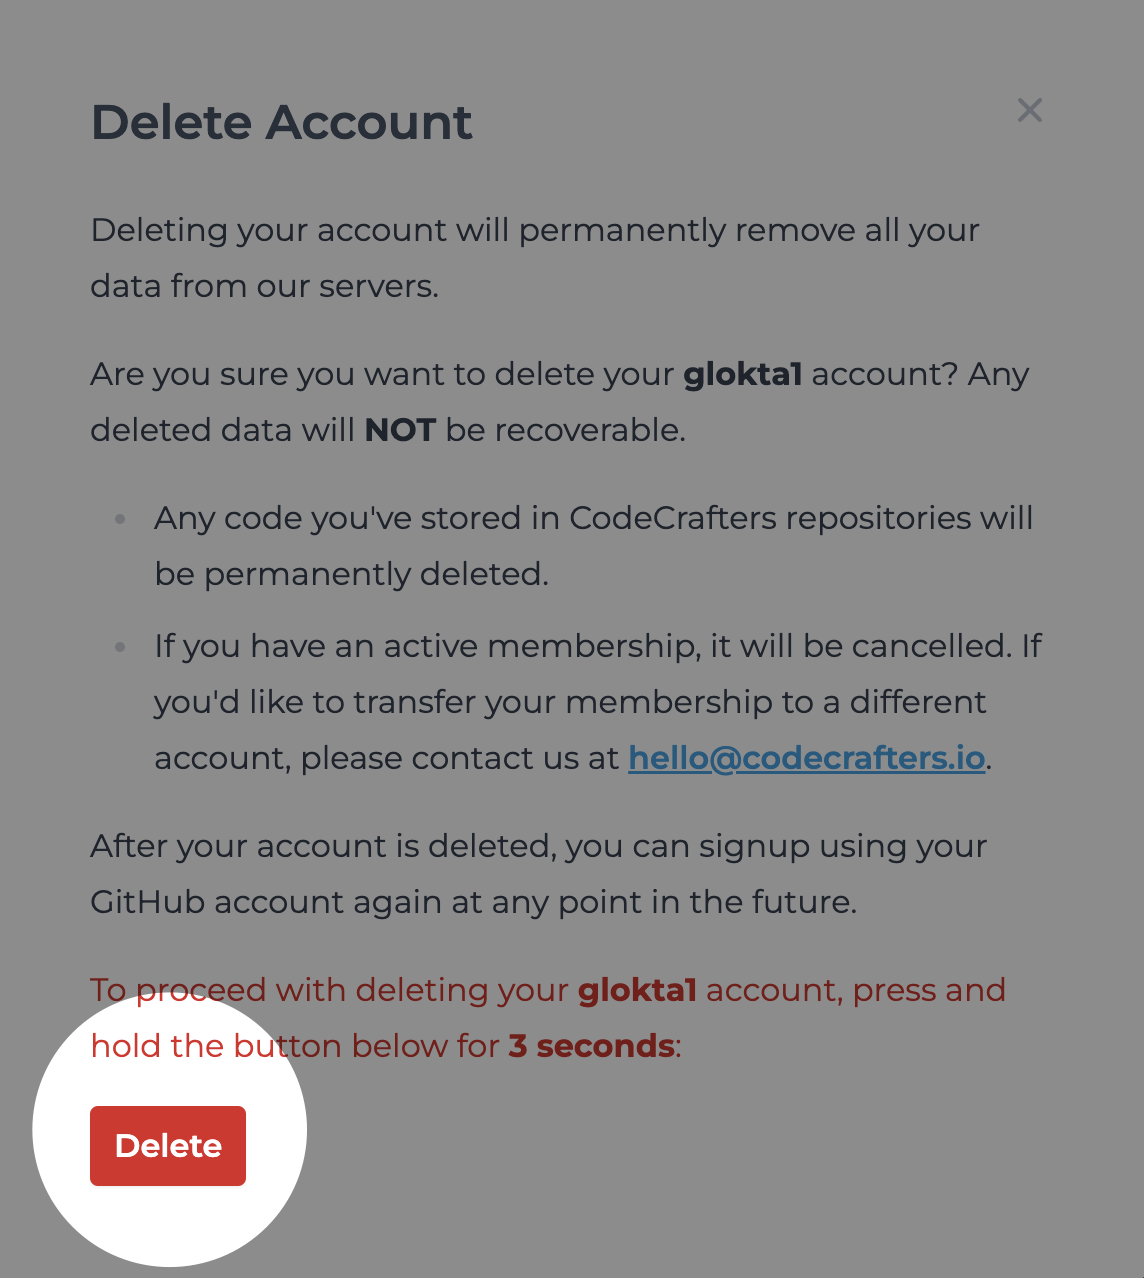 Delete Account
Deleting your account will permanently remove all your
data from our servers.
Are you sure you want to delete your glokta1 account? Any
deleted data will NOT be recoverable.
Any code you've stored in CodeCrafters repositories will
be permanently deleted.
If you have an active membership, it will be cancelled. If
you'd like to transfer your membership to a different
account, please contact us at hello@codecrafters.io.
After your account is deleted, you can signup using your
GitHub account again at any point in the future.
To proceed with deleting your glokta1 account, press and
hold the button below for 3 seconds:
Delete